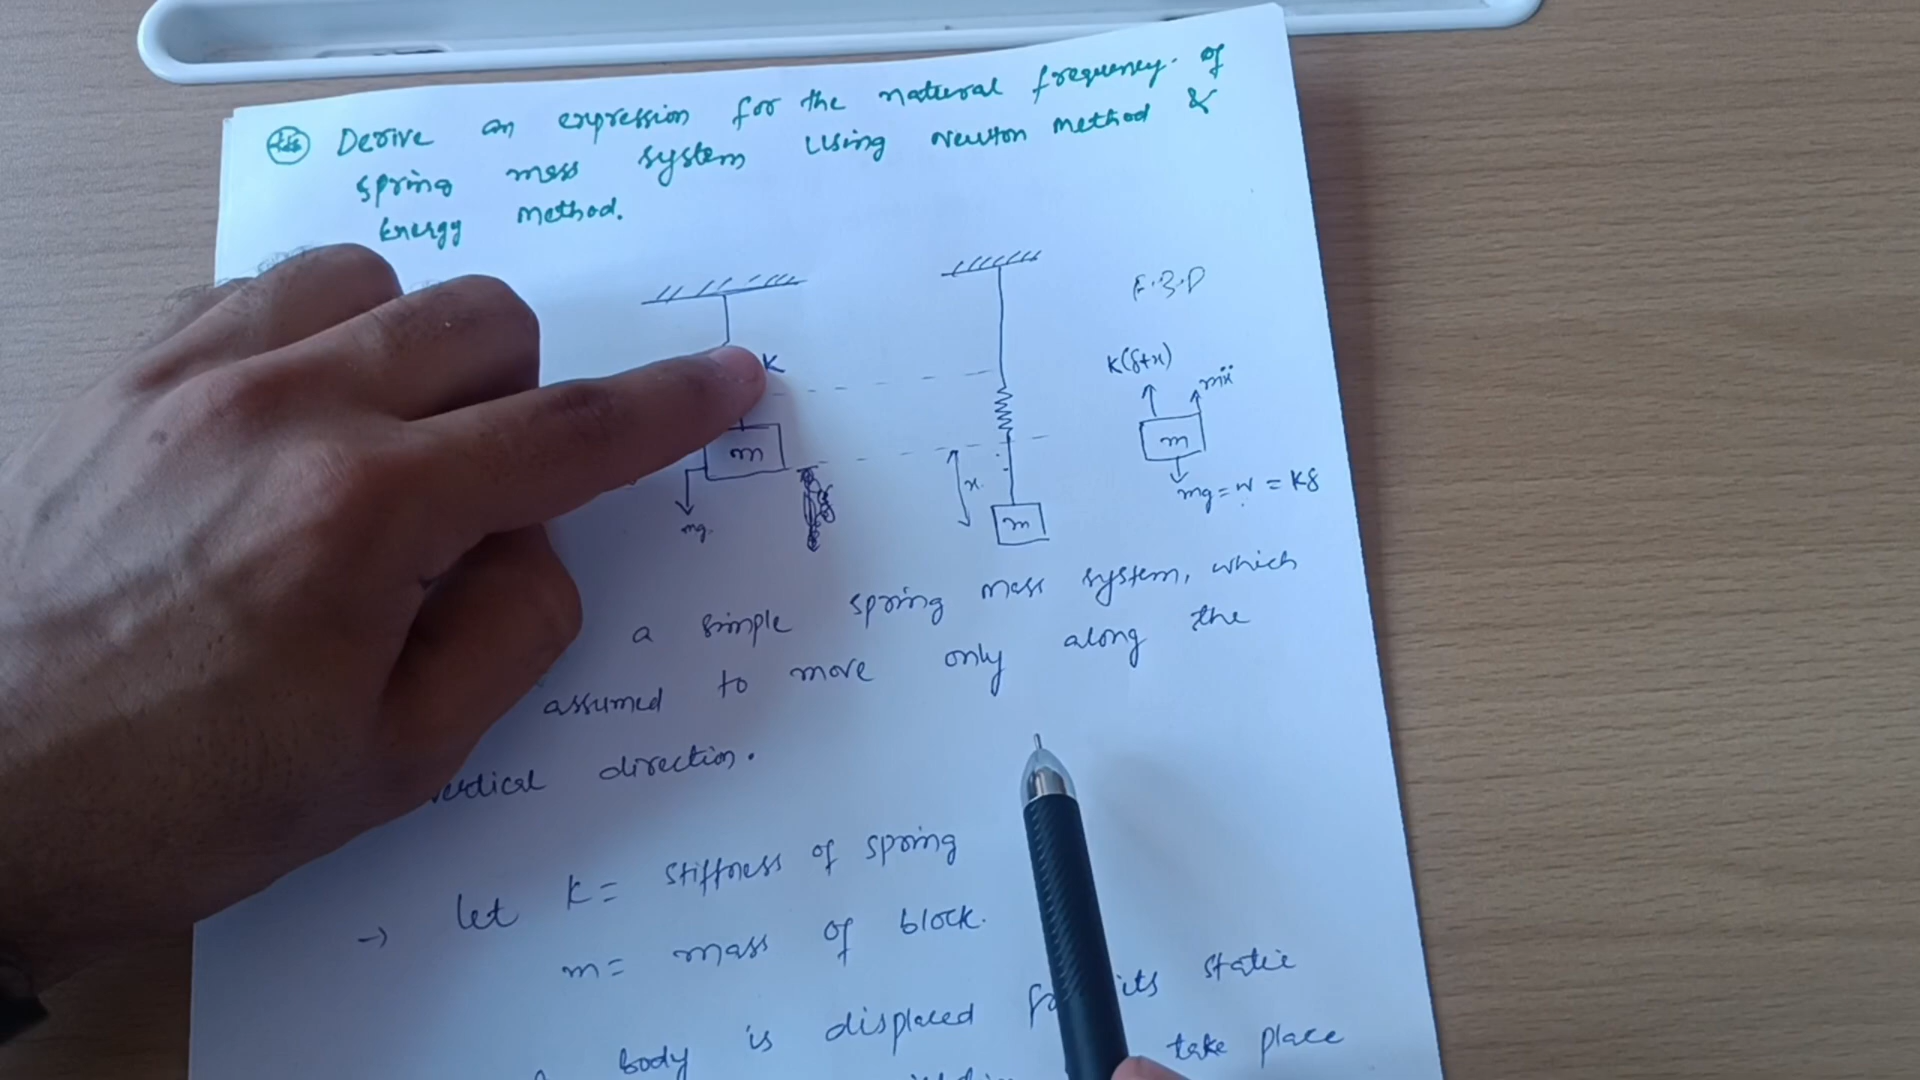 Derive an expression for the natural frequency of
spring mass system using Newton method &
Energy method.
F.B.D
K
K(δ+x)
mẍ
m
m
x
mg = W = Kδ
mg.
m
a simple spring mass system, which
assumed to move only along the
vertical direction.
→ let K = stiffness of spring
m = mass of block.
body is displaced its static
take place